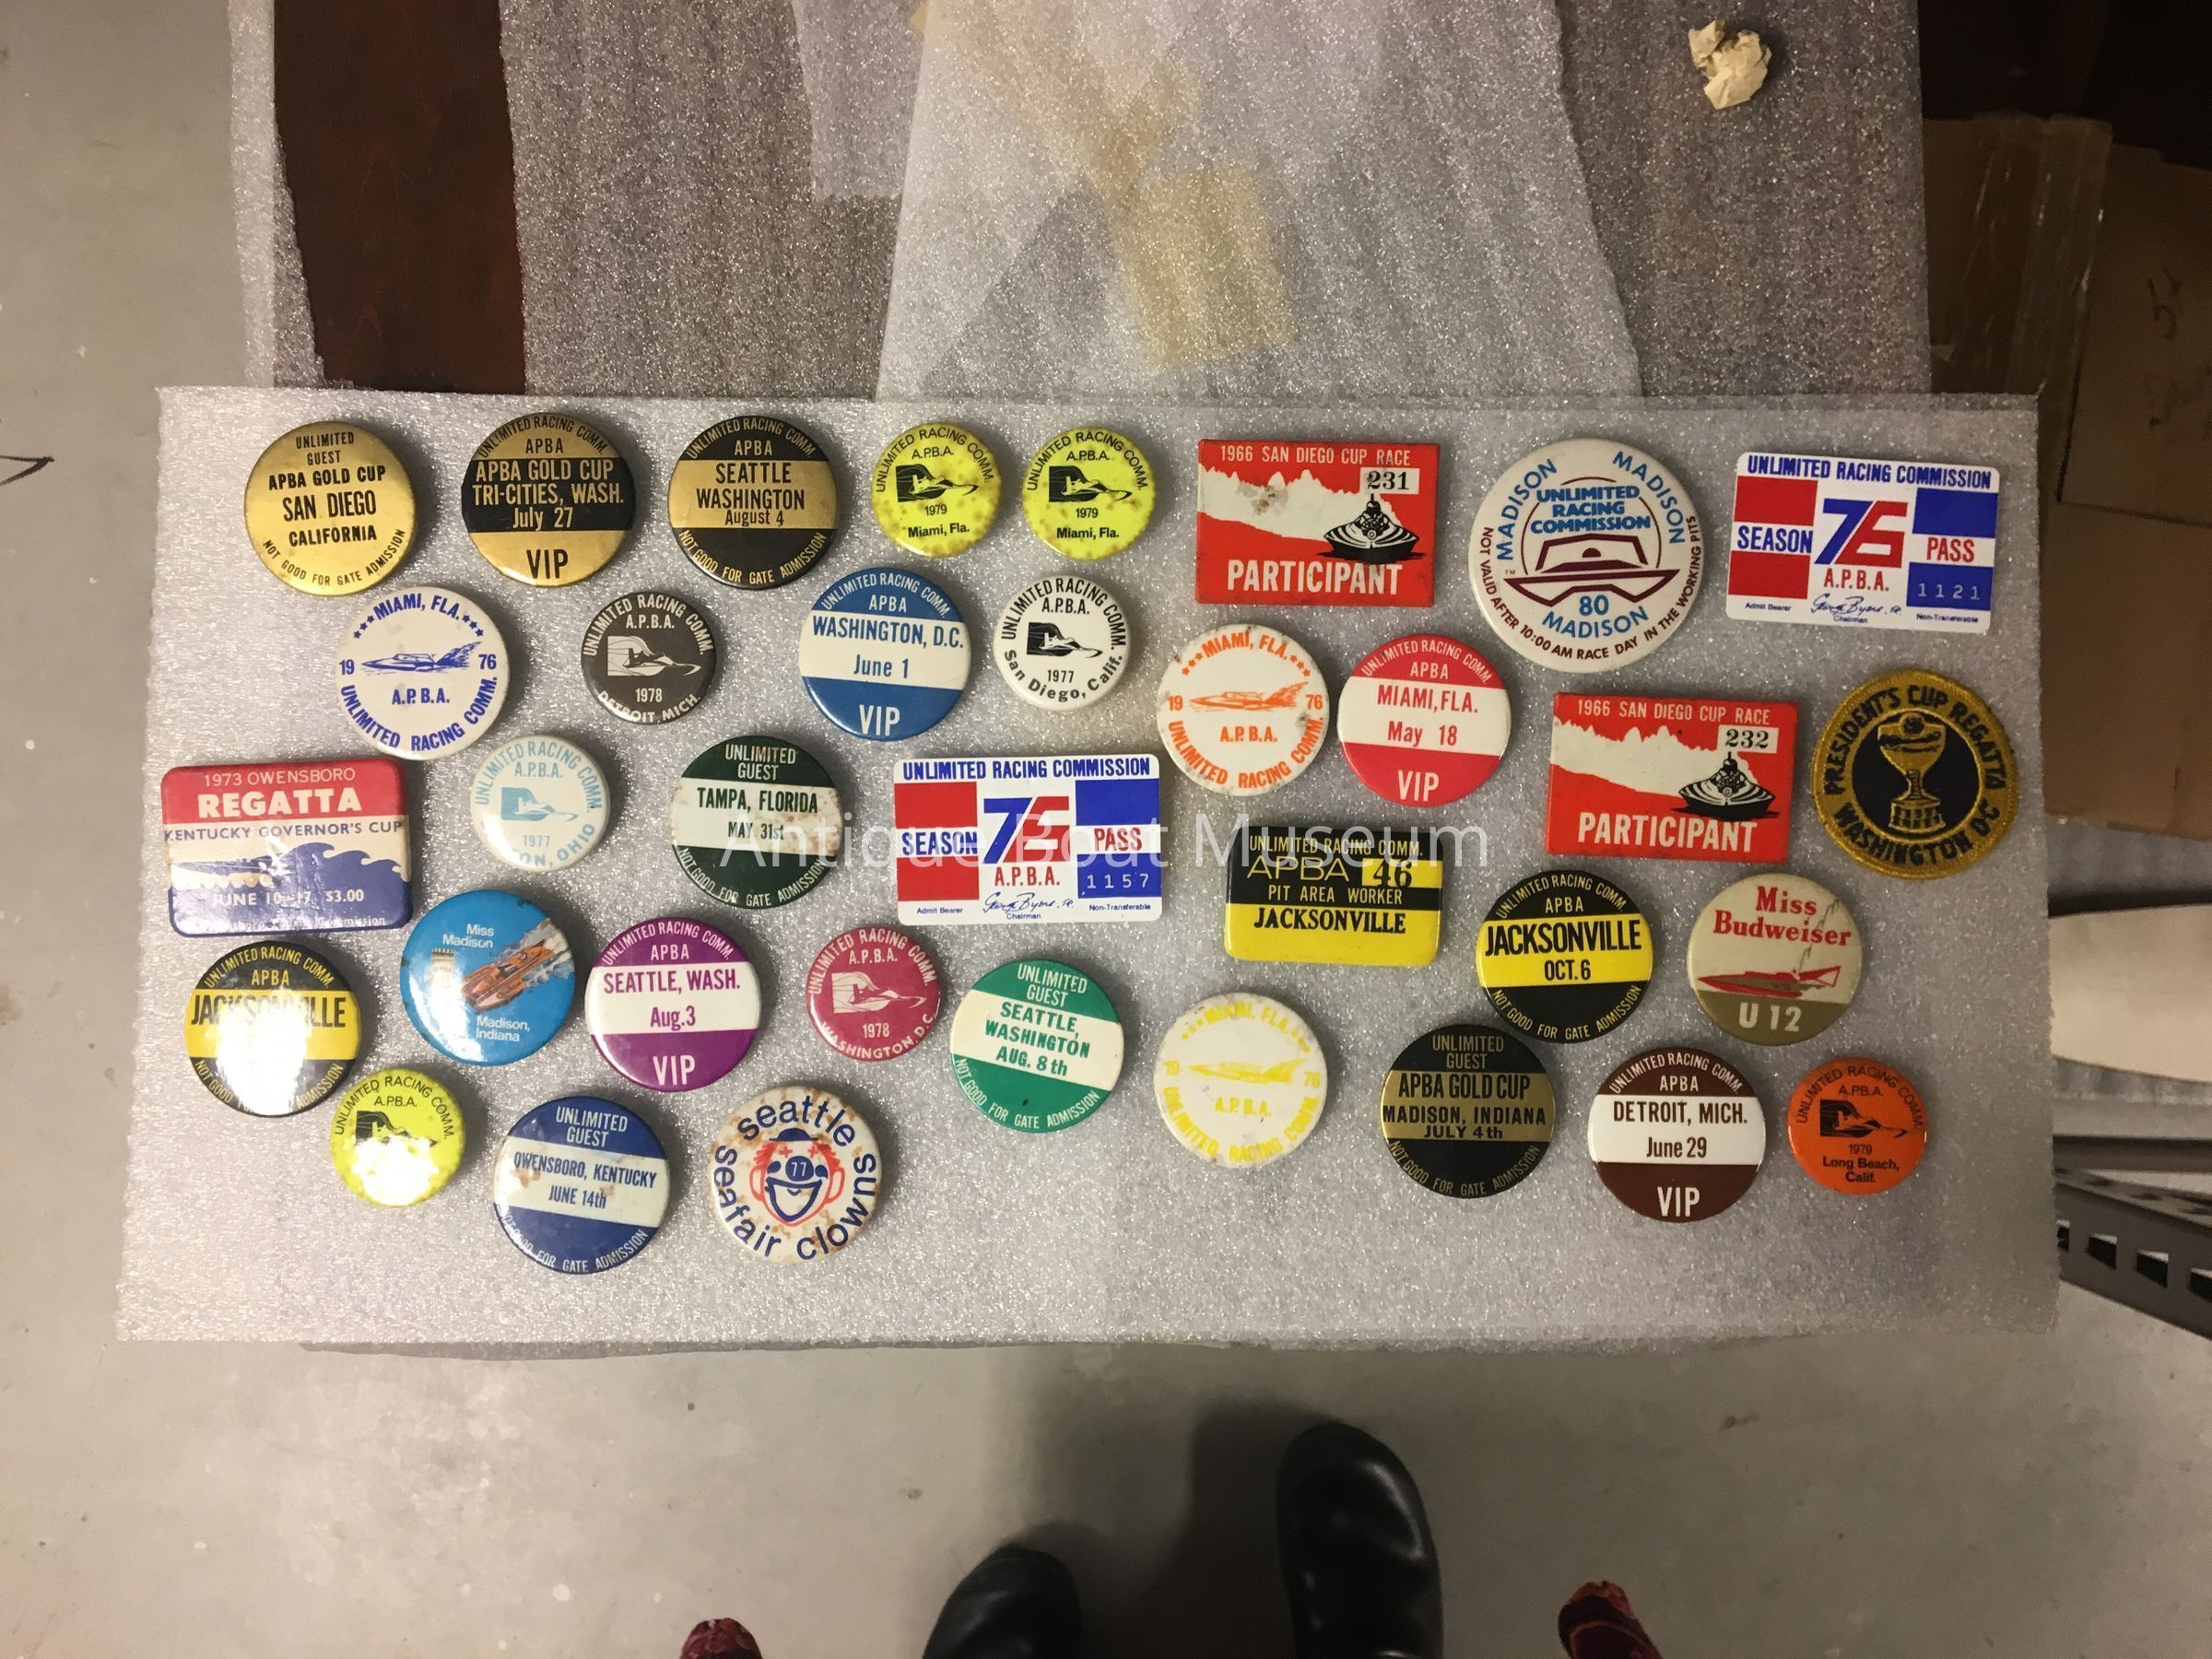 UNLIMITED
GUEST
APBA GOLD CUP
SAN DIEGO
CALIFORNIA
NOT GOOD FOR GATE ADMISSION
UNLIMITED RACING COMM.
APBA
APBA GOLD CUP
TRI-CITIES, WASH.
July 27
VIP
UNLIMITED RACING COMM.
APBA
SEATTLE
WASHINGTON
August 4
NOT GOOD FOR GATE ADMISSION
UNLIMITED RACING COMM.
A.P.B.A.
1979
Miami, Fla.
UNLIMITED RACING COMM.
A.P.B.A.
1979
Miami, Fla.
1966 SAN DIEGO CUP RACE
231
PARTICIPANT
MADISON MADISON
UNLIMITED
RACING
COMMISSION
TM
80
MADISON
NOT VALID AFTER 10:00 AM RACE DAY IN THE WORKING PITS
UNLIMITED RACING COMMISSION
SEASON 76 PASS
A.P.B.A.
1121
Admit Bearer
Chairman
Non-Transferable
MIAMI, FLA.
19 76
A.P.B.A.
UNLIMITED RACING COMM.
UNLIMITED RACING COMM.
A.P.B.A.
1978
DETROIT, MICH.
UNLIMITED RACING COMM.
APBA
WASHINGTON, D.C.
June 1
VIP
UNLIMITED RACING COMM.
A.P.B.A.
1977
San Diego, Calif.
MIAMI, FLA.
19 76
A.P.B.A.
UNLIMITED RACING COMM.
UNLIMITED RACING COMM.
APBA
MIAMI, FLA.
May 18
VIP
1966 SAN DIEGO CUP RACE
232
PARTICIPANT
PRESIDENT'S CUP REGATTA
WASHINGTON DC
1973 OWENSBORO
REGATTA
KENTUCKY GOVERNOR'S CUP
JUNE $3.00
UNLIMITED RACING COMM.
A.P.B.A.
1977
OHIO
UNLIMITED
GUEST
TAMPA, FLORIDA
MAY 31st
NOT GOOD FOR GATE ADMISSION
UNLIMITED RACING COMMISSION
SEASON 76 PASS
A.P.B.A.
1157
Admit Bearer
Chairman
Non-Transferable
Antique Boat Museum
UNLIMITED RACING COMM.
APBA 46
PIT AREA WORKER
JACKSONVILLE
UNLIMITED RACING COMM.
APBA
JACKSONVILLE
OCT. 6
NOT GOOD FOR GATE ADMISSION
Miss
Budweiser
U 12
UNLIMITED RACING COMM.
APBA
JACKSONVILLE
NOT GOOD FOR GATE ADMISSION
Miss
Madison
Madison,
Indiana
UNLIMITED RACING COMM.
APBA
SEATTLE, WASH.
Aug. 3
VIP
UNLIMITED RACING COMM.
A.P.B.A.
1978
WASHINGTON, D.C.
UNLIMITED
GUEST
SEATTLE,
WASHINGTON
AUG. 8th
NOT GOOD FOR GATE ADMISSION
MIAMI, FLA.
19 76
A.P.B.A.
UNLIMITED RACING COMM.
UNLIMITED
GUEST
APBA GOLD CUP
MADISON, INDIANA
JULY 4th
NOT GOOD FOR GATE ADMISSION
UNLIMITED RACING COMM.
APBA
DETROIT, MICH.
June 29
VIP
UNLIMITED RACING COMM.
A.P.B.A.
1979
Long Beach,
Calif.
UNLIMITED RACING COMM.
A.P.B.A.
UNLIMITED
GUEST
OWENSBORO, KENTUCKY
JUNE 14th
NOT GOOD FOR GATE ADMISSION
seattle
77
seafair clowns